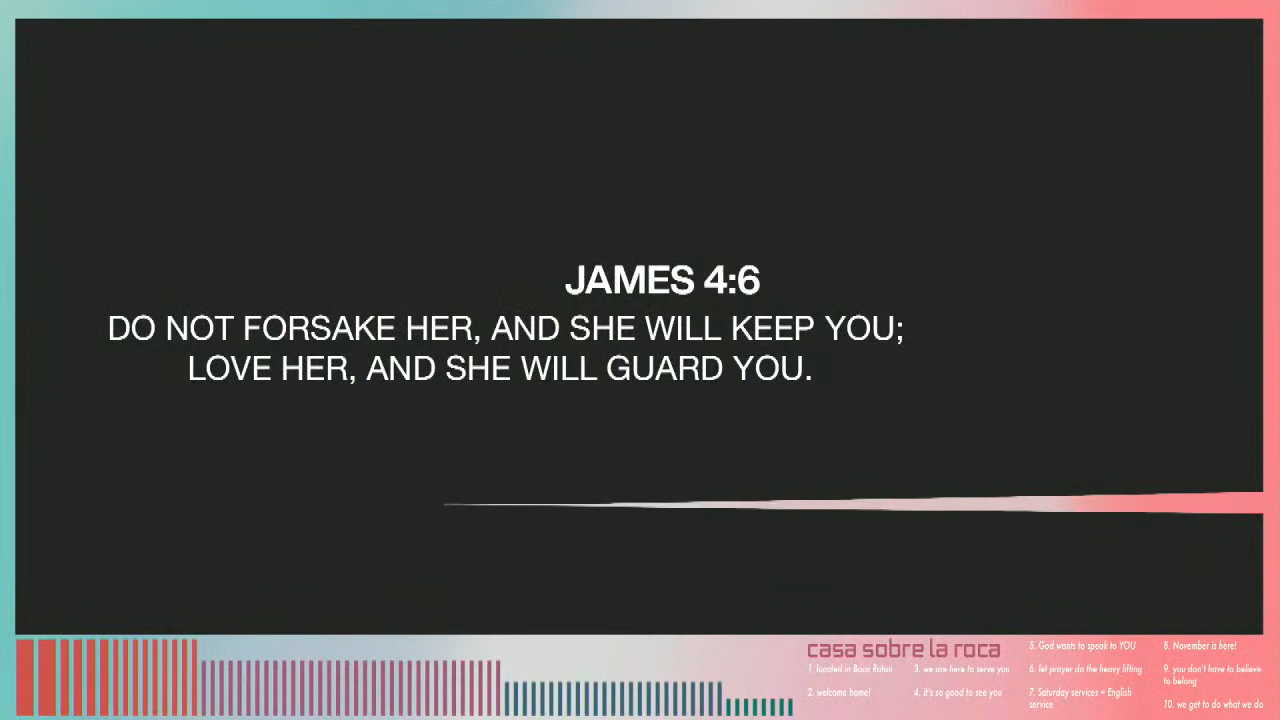 JAMES 4:6
DO NOT FORSAKE HER, AND SHE WILL KEEP YOU;
LOVE HER, AND SHE WILL GUARD YOU.
casa sobre la roca
1. located in Boca Raton
2. welcome home!
3. we are here to serve you
4. it's so good to see you
5. God wants to speak to YOU
6. let prayer do the heavy lifting
7. Saturday services = English
service
8. November is here!
9. you don't have to believe
to belong
10. we get to do what we do